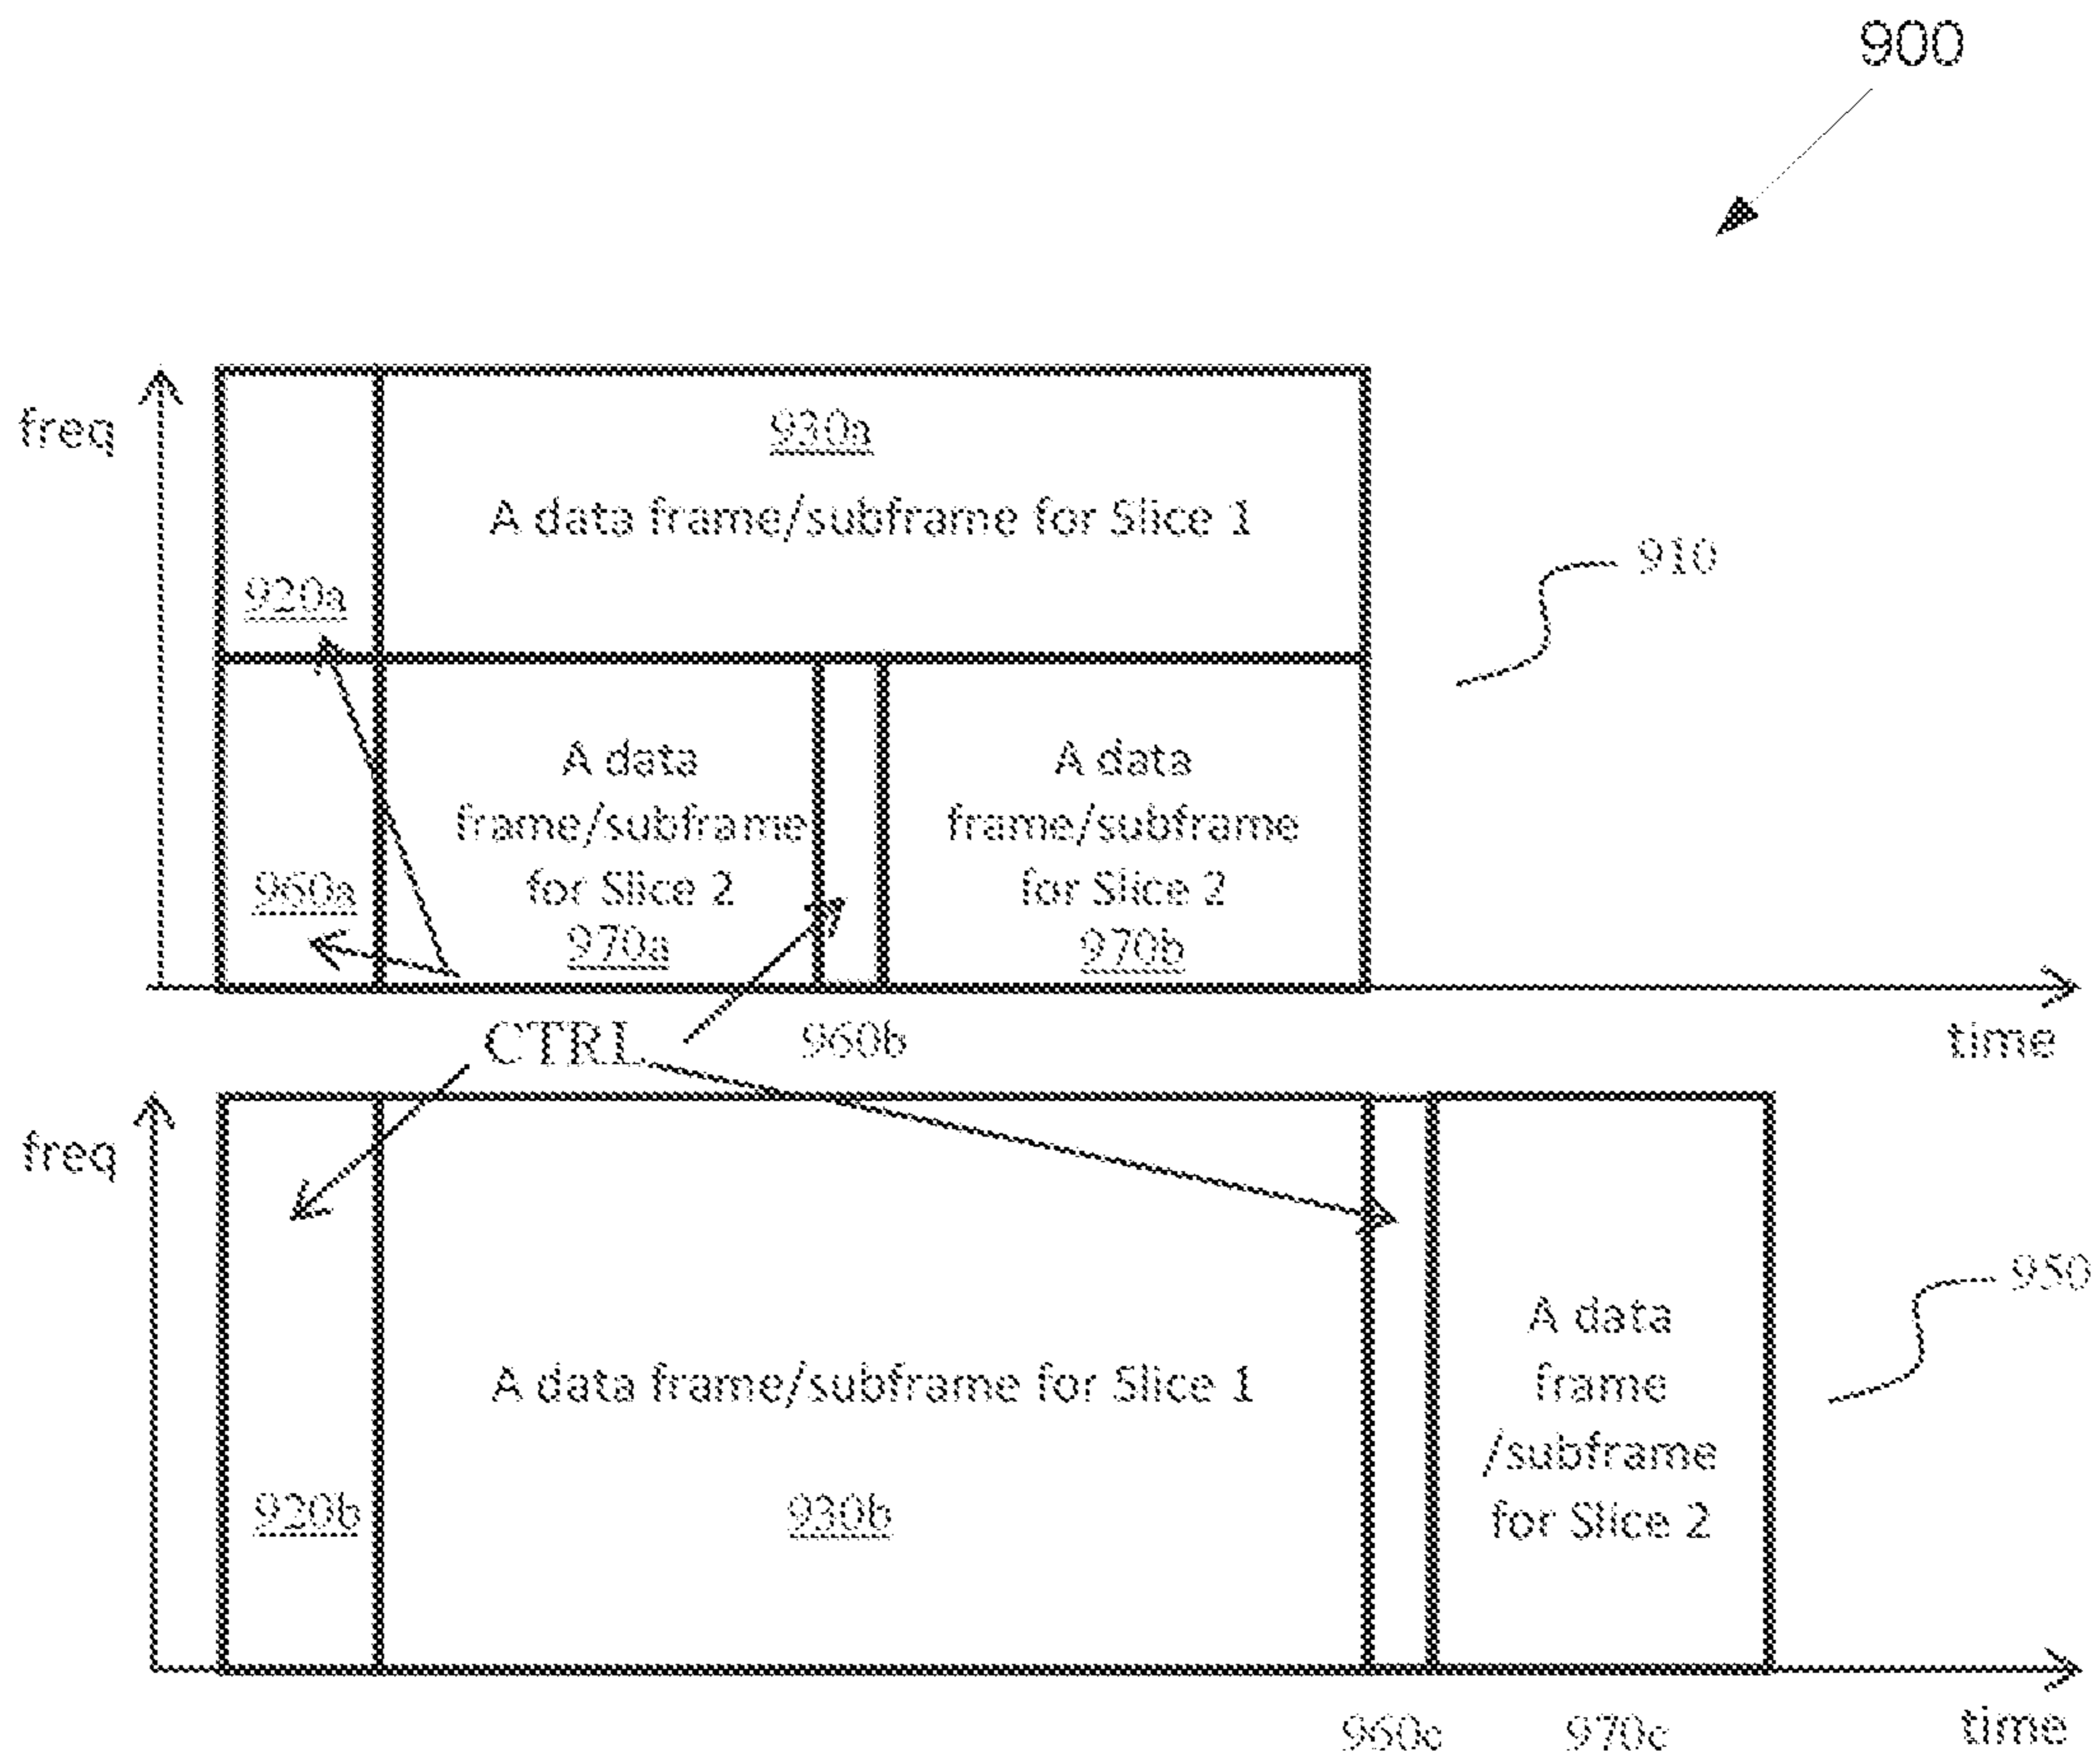 900
freq
930a
A data frame/subframe for Slice 1
910
920a
A data
frame/subframe
for Slice 2
970a
A data
frame/subframe
for Slice 2
970b
960a
CTRL
960b
time
freq
950
A data frame/subframe for Slice 1
A data
frame
/subframe
for Slice 2
920b
930b
960c
970c
time